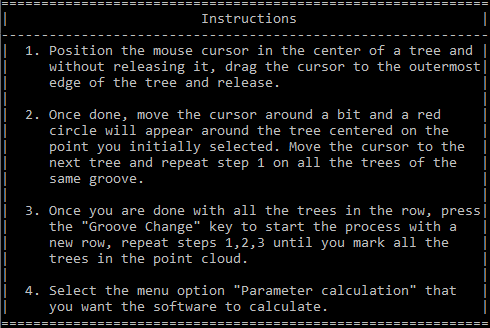 Instructions
1. Position the mouse cursor in the center of a tree and
without releasing it, drag the cursor to the outermost
edge of the tree and release.
2. Once done, move the cursor around a bit and a red
circle will appear around the tree centered on the
point you initially selected. Move the cursor to the
next tree and repeat step 1 on all the trees of the
same groove.
3. Once you are done with all the trees in the row, press
the "Groove Change" key to start the process with a
new row, repeat steps 1,2,3 until you mark all the
trees in the point cloud.
4. Select the menu option "Parameter calculation" that
you want the software to calculate.